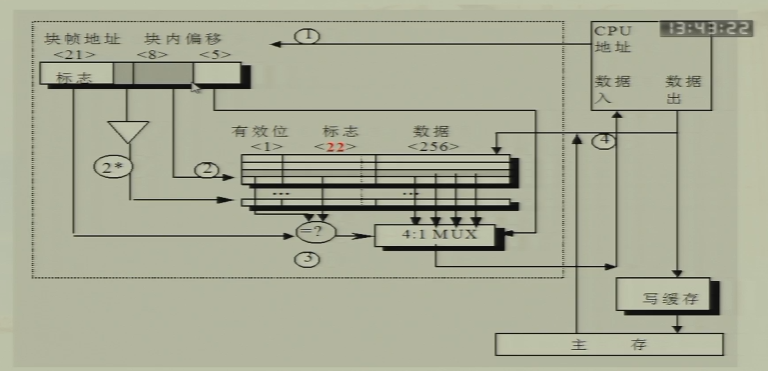 13:43:22
块帧地址 块内偏移
<21> <8> <5>
标志
①
CPU
地址
数据 数据
入 出
2*
②
有效位 标志 数据
<1> <22> <256>
④
... ...
=?
4:1 MUX
③
写缓存
主 存